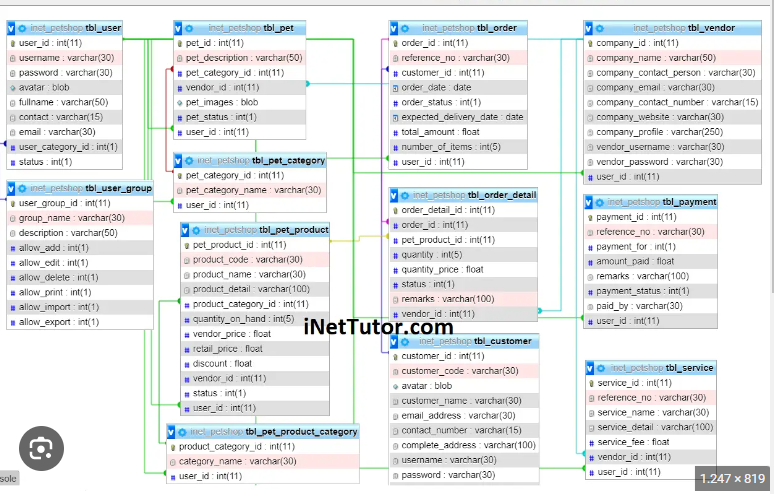 inet_petshop tbl_user
user_id : int(11)
username : varchar(30)
password : varchar(30)
avatar : blob
fullname : varchar(50)
contact : varchar(15)
email : varchar(30)
user_category_id : int(1)
status : int(1)
inet_petshop tbl_user_group
user_group_id : int(11)
group_name : varchar(30)
description : varchar(50)
allow_add : int(1)
allow_edit : int(1)
allow_delete : int(1)
allow_print : int(1)
allow_import : int(1)
allow_export : int(1)
inet_petshop tbl_pet
pet_id : int(11)
pet_description : varchar(50)
pet_category_id : int(11)
vendor_id : int(11)
pet_images : blob
pet_status : int(1)
user_id : int(11)
inet_petshop tbl_pet_category
pet_category_id : int(11)
pet_category_name : varchar(30)
user_id : int(11)
inet_petshop tbl_pet_product
pet_product_id : int(11)
product_code : varchar(30)
product_name : varchar(30)
product_detail : varchar(100)
product_category_id : int(11)
quantity_on_hand : int(5)
vendor_price : float
retail_price : float
discount : float
vendor_id : int(11)
status : int(1)
user_id : int(11)
inet_petshop tbl_pet_product_category
product_category_id : int(11)
category_name : varchar(30)
user_id : int(11)
inet_petshop tbl_order
order_id : int(11)
reference_no : varchar(30)
customer_id : int(11)
order_date : date
order_status : int(1)
expected_delivery_date : date
total_amount : float
number_of_items : int(5)
user_id : int(11)
inet_petshop tbl_order_detail
order_detail_id : int(11)
order_id : int(11)
pet_product_id : int(11)
quantity : int(5)
quantity_price : float
status : int(1)
remarks : varchar(100)
vendor_id : int(11)
iNetTutor.com
inet_petshop tbl_customer
customer_id : int(11)
customer_code : varchar(30)
avatar : blob
customer_name : varchar(30)
email_address : varchar(30)
contact_number : varchar(15)
complete_address : varchar(100)
username : varchar(30)
password : varchar(30)
inet_petshop tbl_vendor
company_id : int(11)
company_name : varchar(50)
company_contact_person : varchar(30)
company_email : varchar(30)
company_contact_number : varchar(15)
company_website : varchar(30)
company_profile : varchar(250)
vendor_username : varchar(30)
vendor_password : varchar(30)
user_id : int(11)
inet_petshop tbl_payment
payment_id : int(11)
reference_no : varchar(30)
payment_for : int(1)
amount_paid : float
remarks : varchar(100)
payment_status : int(1)
paid_by : varchar(30)
user_id : int(11)
inet_petshop tbl_service
service_id : int(11)
reference_no : varchar(30)
service_name : varchar(30)
service_detail : varchar(100)
service_fee : float
vendor_id : int(11)
user_id : int(11)
sole
1.247 × 819